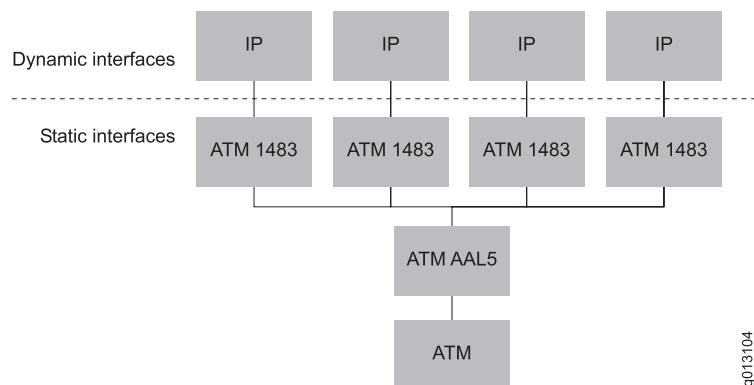 IP IP IP IP
Dynamic interfaces
Static interfaces
ATM 1483 ATM 1483 ATM 1483 ATM 1483
ATM AAL5
ATM
g013104